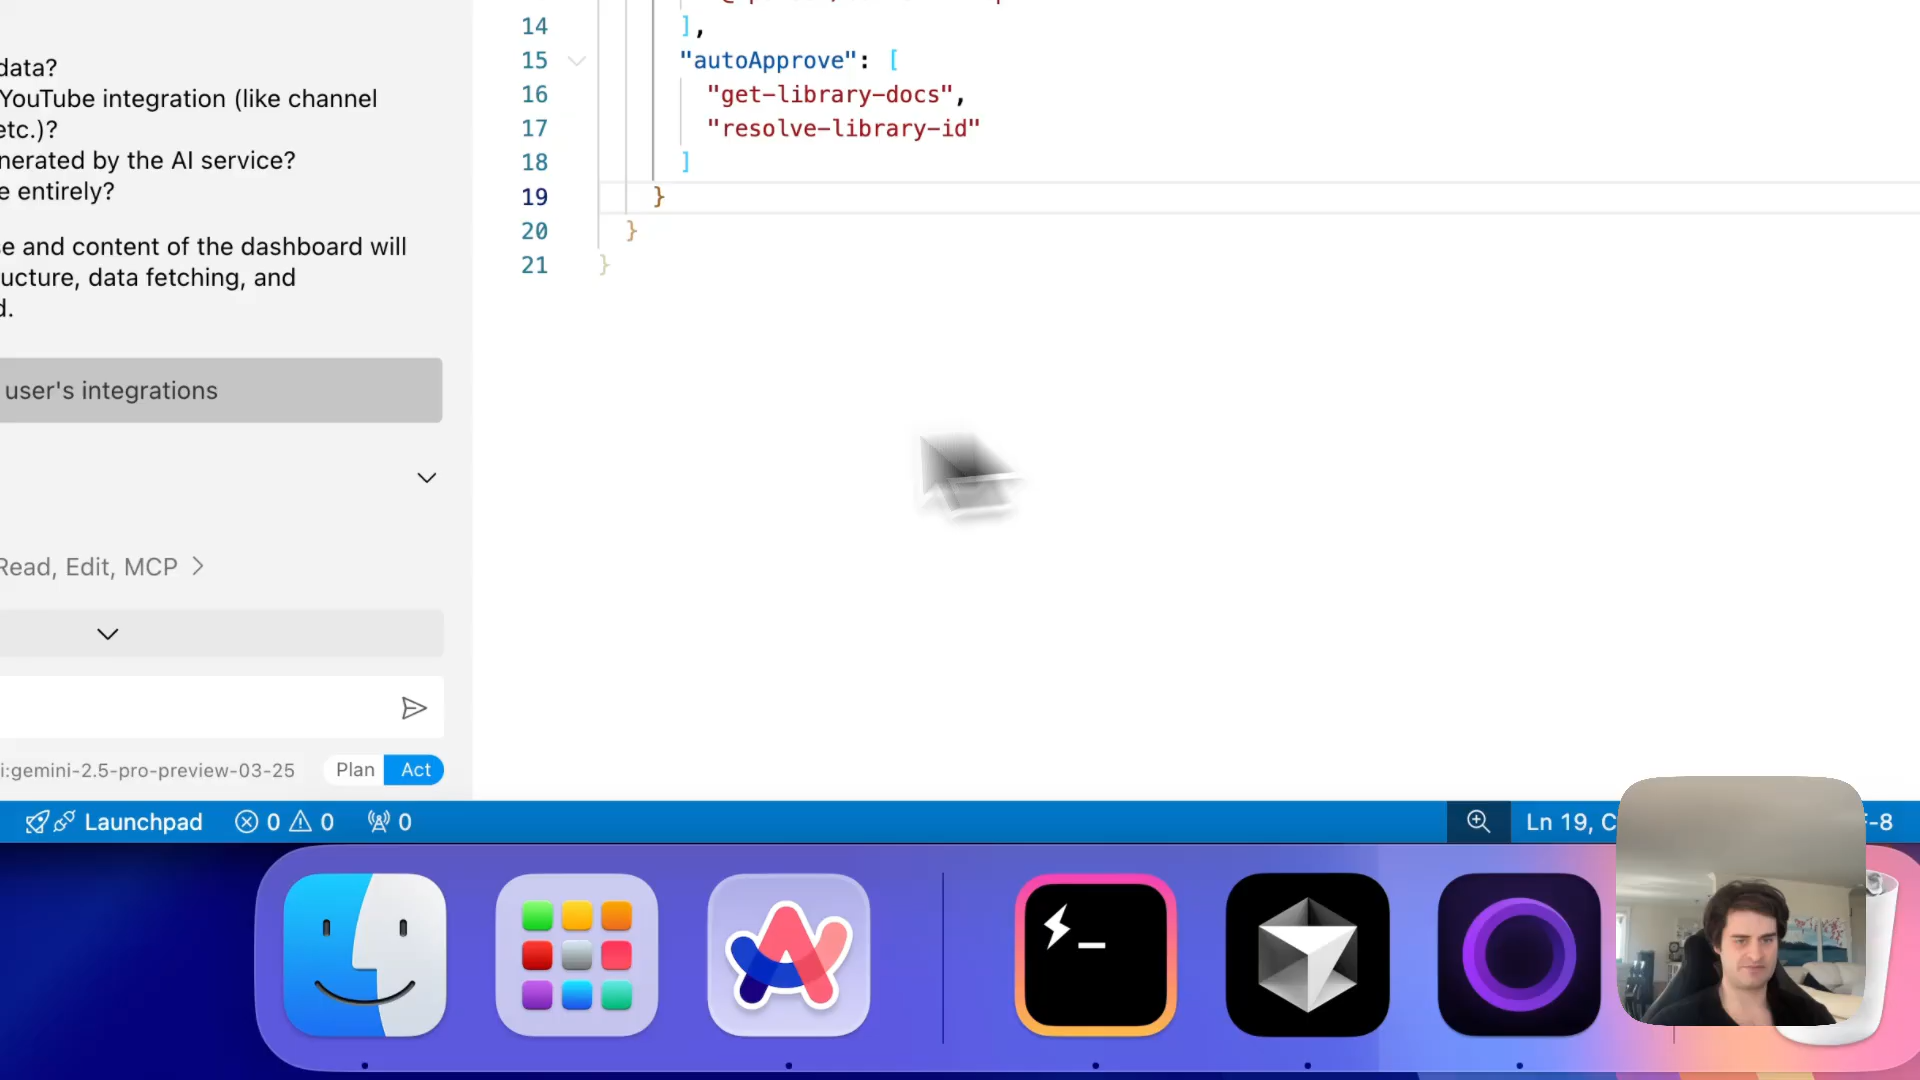 data?
YouTube integration (like channel
etc.)?
nerated by the AI service?
e entirely?
e and content of the dashboard will
ucture, data fetching, and
d.
user's integrations
Read, Edit, MCP
i:gemini-2.5-pro-preview-03-25
Plan
Act
14 ],
15 "autoApprove": [
16 "get-library-docs",
17 "resolve-library-id"
18 ]
19 }
20 }
21 }
Launchpad
0
0
0
Ln 19, C
F-8